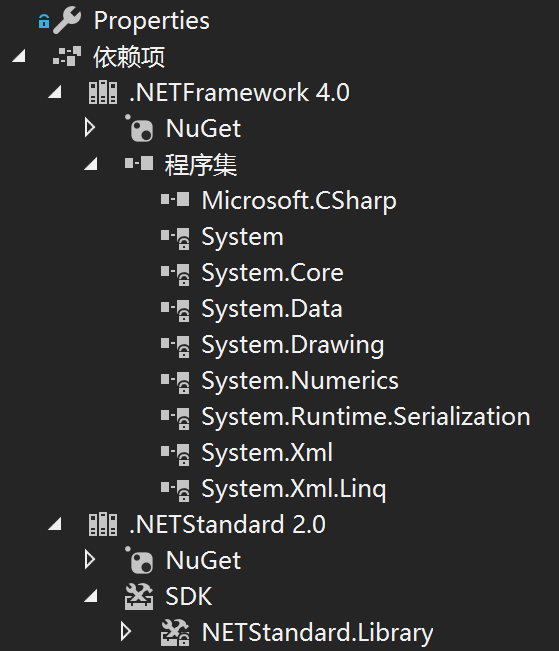 Properties
依赖项
.NETFramework 4.0
NuGet
程序集
Microsoft.CSharp
System
System.Core
System.Data
System.Drawing
System.Numerics
System.Runtime.Serialization
System.Xml
System.Xml.Linq
.NETStandard 2.0
NuGet
SDK
NETStandard.Library